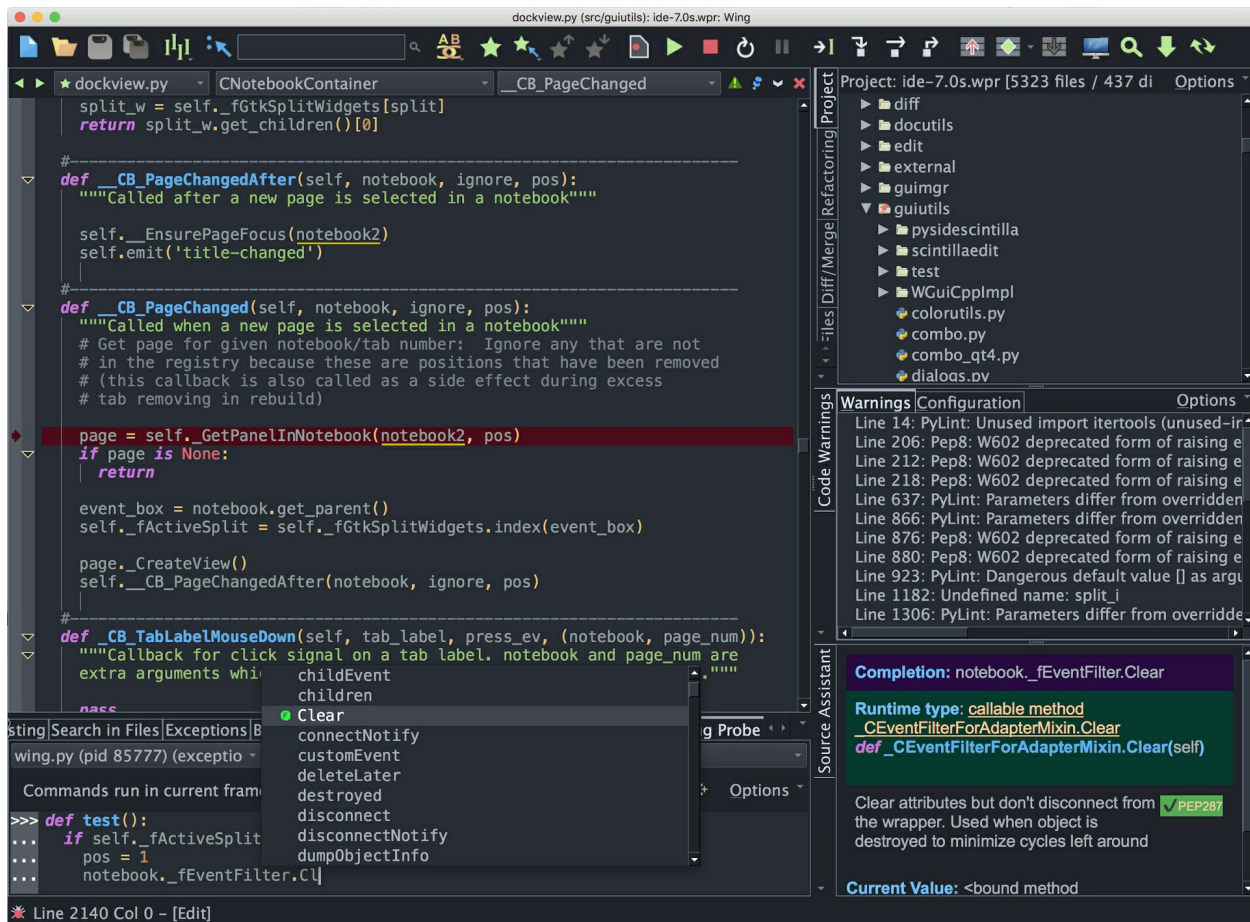 dockview.py (src/guiutils): ide-7.0s.wpr: Wing
AB
dockview.py
CNotebookContainer
__CB_PageChanged
split_w = self._fGtkSplitWidgets[split]
return split_w.get_children()[0]
#------------------------------------------------------------------------
def __CB_PageChangedAfter(self, notebook, ignore, pos):
"""Called after a new page is selected in a notebook"""
self.__EnsurePageFocus(notebook2)
self.emit('title-changed')
#------------------------------------------------------------------------
def __CB_PageChanged(self, notebook, ignore, pos):
"""Called when a new page is selected in a notebook"""
# Get page for given notebook/tab number:  Ignore any that are not
# in the registry because these are positions that have been removed
# (this callback is also called as a side effect during excess
# tab removing in rebuild)
page = self._GetPanelInNotebook(notebook2, pos)
if page is None:
return
event_box = notebook.get_parent()
self._fActiveSplit = self._fGtkSplitWidgets.index(event_box)
page._CreateView()
self.__CB_PageChangedAfter(notebook, ignore, pos)
#------------------------------------------------------------------------
def _CB_TabLabelMouseDown(self, tab_label, press_ev, (notebook, page_num)):
"""Callback for click signal on a tab label. notebook and page_num are
extra arguments whi
."""
pass
childEvent
children
Clear
connectNotify
customEvent
deleteLater
destroyed
disconnect
disconnectNotify
dumpObjectInfo
sting
Search in Files
Exceptions
B
g Probe
wing.py (pid 85777) (exceptio
Commands run in current fram
Options
>>> def test():
... if self._fActiveSplit
... pos = 1
... notebook._fEventFilter.Cl
Line 2140 Col 0 – [Edit]
Project
Refactoring
Diff/Merge
Files
Project: ide-7.0s.wpr [5323 files / 437 di
Options
diff
docutils
edit
external
guimgr
guiutils
pysidescintilla
scintillaedit
test
WGuiCppImpl
colorutils.py
combo.py
combo_qt4.py
dialogs.py
Code Warnings
Warnings
Configuration
Options
Line 14: PyLint: Unused import itertools (unused-ir
Line 206: Pep8: W602 deprecated form of raising e
Line 212: Pep8: W602 deprecated form of raising e
Line 218: Pep8: W602 deprecated form of raising e
Line 637: PyLint: Parameters differ from overridden
Line 866: PyLint: Parameters differ from overridden
Line 876: Pep8: W602 deprecated form of raising e
Line 880: Pep8: W602 deprecated form of raising e
Line 923: PyLint: Dangerous default value [] as argu
Line 1182: Undefined name: split_i
Line 1306: PyLint: Parameters differ from overridde
Source Assistant
Completion: notebook._fEventFilter.Clear
Runtime type: callable method
_CEventFilterForAdapterMixin.Clear
def _CEventFilterForAdapterMixin.Clear(self)
Clear attributes but don't disconnect from
✓PEP287
the wrapper. Used when object is
destroyed to minimize cycles left around
Current Value: <bound method